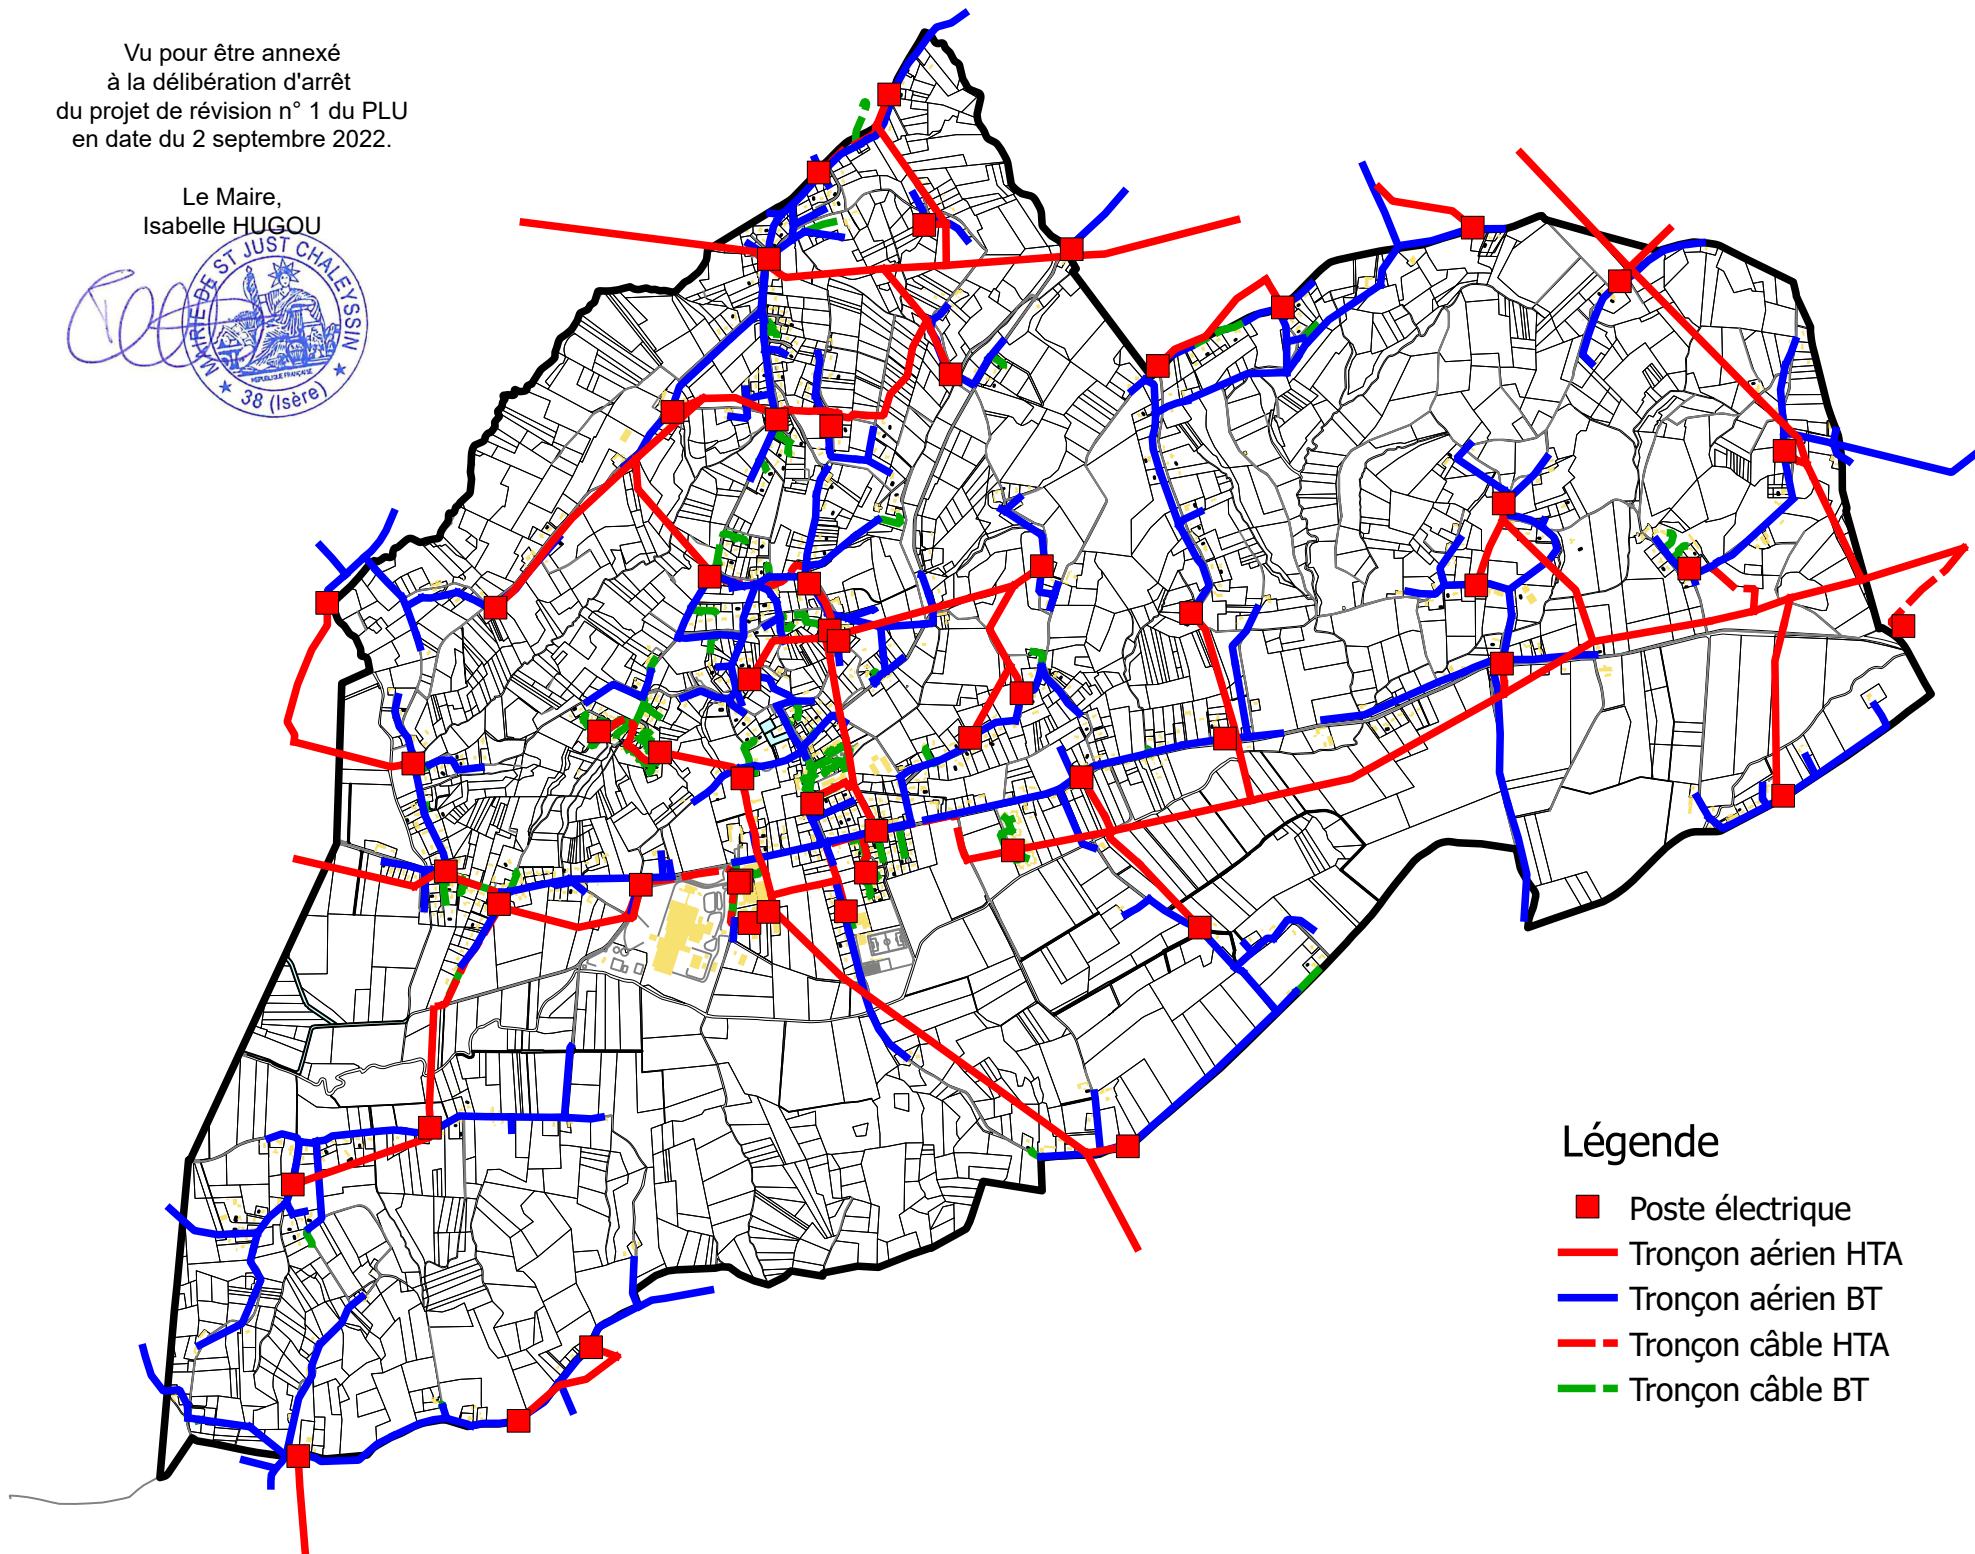 Vu pour être annexé
à la délibération d'arrêt
du projet de révision n° 1 du PLU
en date du 2 septembre 2022.
Le Maire,
Isabelle HUGOU
MAIRIE DE ST JUST CHALEYSSIN
RÉPUBLIQUE FRANÇAISE
★ 38 (Isère) ★
Légende
Poste électrique
Tronçon aérien HTA
Tronçon aérien BT
Tronçon câble HTA
Tronçon câble BT